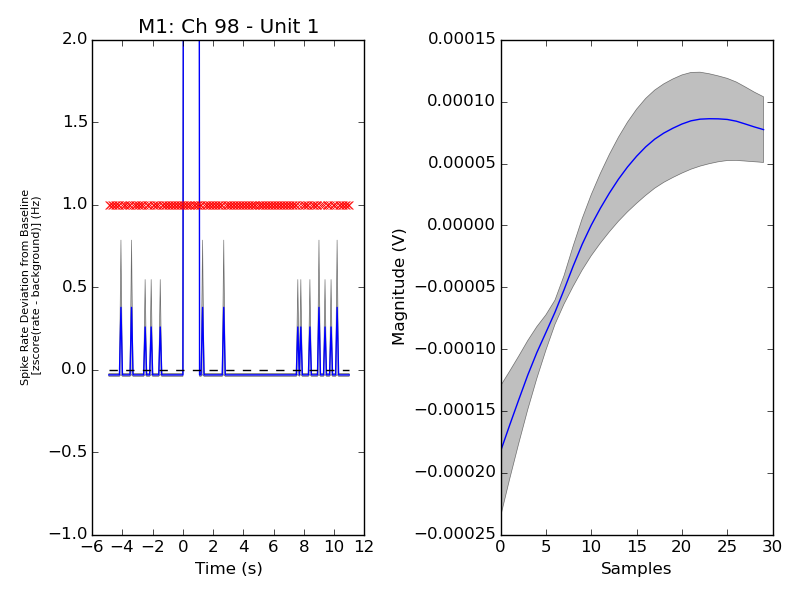 M1: Ch 98 - Unit 1
Spike Rate Deviation from Baseline
[zscore(rate - background)] (Hz)
2.0
1.5
1.0
0.5
0.0
−0.5
−1.0
−6 −4 −2 0 2 4 6 8 10 12
Time (s)
Magnitude (V)
0.00015
0.00010
0.00005
0.00000
−0.00005
−0.00010
−0.00015
−0.00020
−0.00025
0 5 10 15 20 25 30
Samples